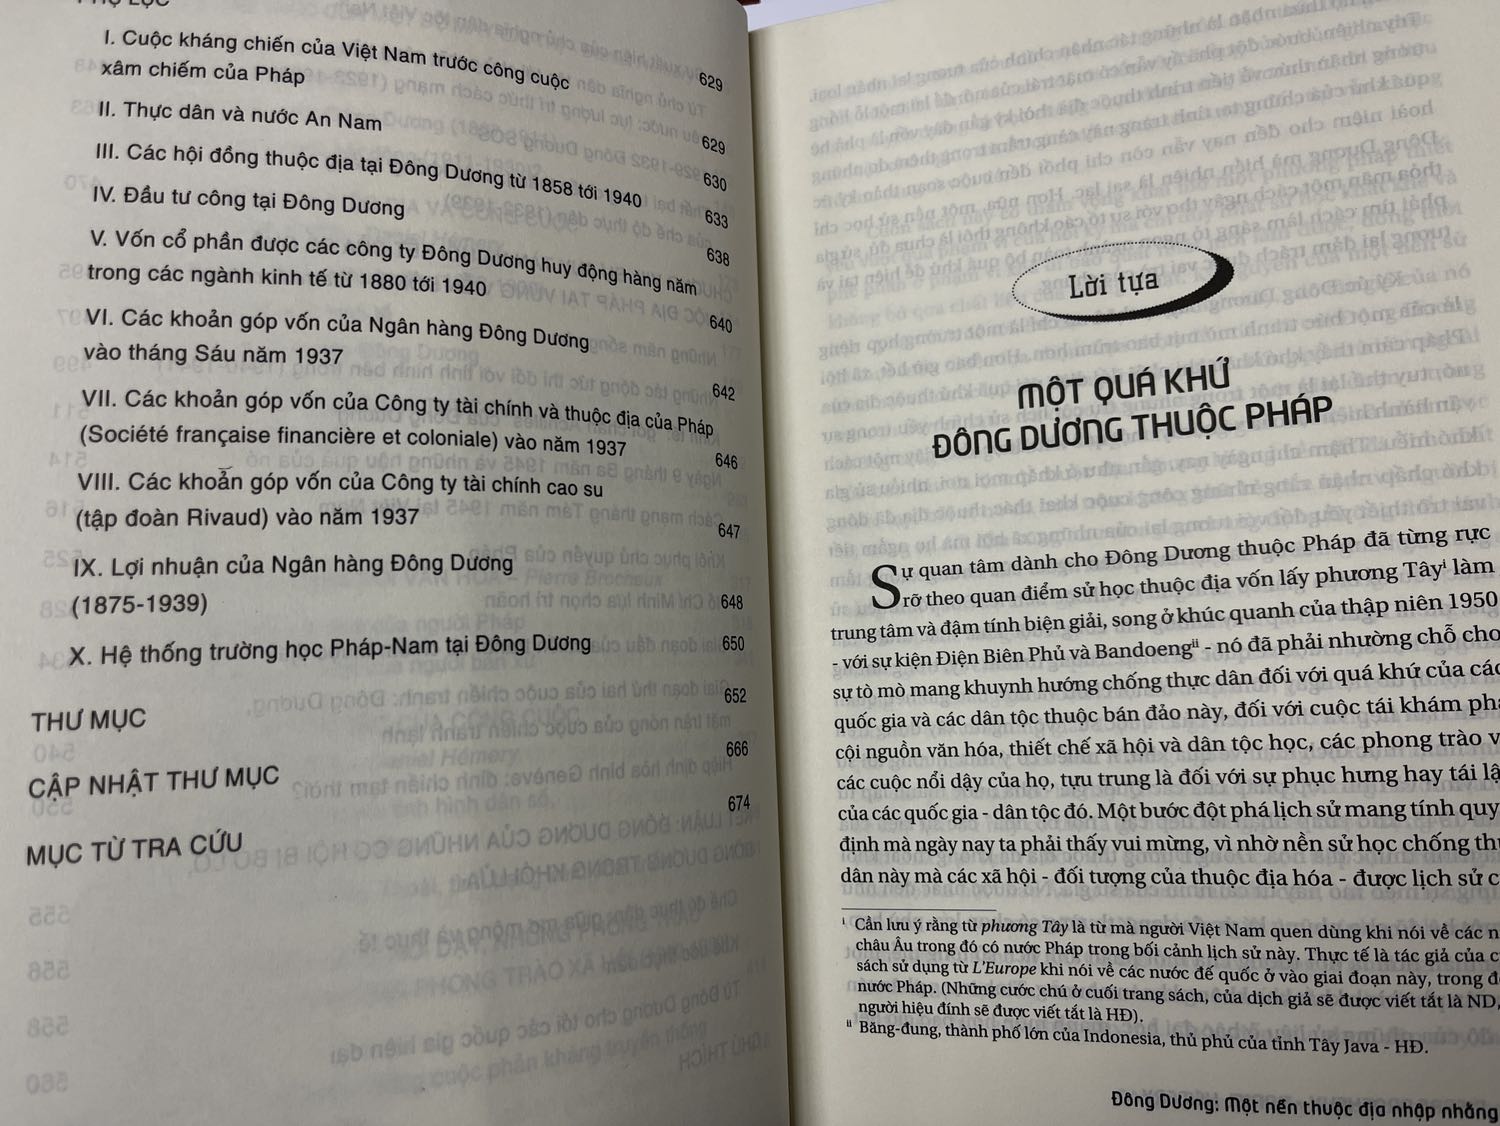 PHỤ LỤC
629
I. Cuộc kháng chiến của Việt Nam trước công cuộc
xâm chiếm của Pháp
629
II. Thực dân và nước An Nam
630
III. Các hội đồng thuộc địa tại Đông Dương từ 1858 tới 1940
633
IV. Đầu tư công tại Đông Dương
638
V. Vốn cổ phần được các công ty Đông Dương huy động hàng năm
trong các ngành kinh tế từ 1880 tới 1940
640
VI. Các khoản góp vốn của Ngân hàng Đông Dương
vào tháng Sáu năm 1937
642
VII. Các khoản góp vốn của Công ty tài chính và thuộc địa của Pháp
(Société française financière et coloniale) vào năm 1937
646
VIII. Các khoản góp vốn của Công ty tài chính cao su
(tập đoàn Rivaud) vào năm 1937
647
IX. Lợi nhuận của Ngân hàng Đông Dương
(1875-1939)
648
X. Hệ thống trường học Pháp-Nam tại Đông Dương
650
THƯ MỤC
652
CẬP NHẬT THƯ MỤC
666
MỤC TỪ TRA CỨU
674
Lời tựa
MỘT QUÁ KHỨ
ĐÔNG DƯƠNG THUỘC PHÁP
Sự quan tâm dành cho Đông Dương thuộc Pháp đã từng rực
rỡ theo quan điểm sử học thuộc địa vốn lấy phương Tâyⁱ làm
trung tâm và đậm tính biện giải, song ở khúc quanh của thập niên 1950
- với sự kiện Điện Biên Phủ và Bandoengⁱⁱ - nó đã phải nhường chỗ cho
sự tò mò mang khuynh hướng chống thực dân đối với quá khứ của các
quốc gia và các dân tộc thuộc bán đảo này, đối với cuộc tái khám phá
cội nguồn văn hóa, thiết chế xã hội và dân tộc học, các phong trào
các cuộc nổi dậy của họ, tựu trung là đối với sự phục hưng hay tái
của các quốc gia - dân tộc đó. Một bước đột phá lịch sử mang tính
định mà ngày nay ta phải thấy vui mừng, vì nhờ nền sử học chống
dân này mà các xã hội - đối tượng của thuộc địa hóa - được lịch sử
ⁱ Cần lưu ý rằng từ phương Tây là từ mà người Việt Nam quen dùng khi nói về các
châu Âu trong đó có nước Pháp trong bối cảnh lịch sử này. Thực tế là tác giả của
sách sử dụng từ L'Europe khi nói về các nước đế quốc ở vào giai đoạn này, trong
nước Pháp. (Những cước chú ở cuối trang sách, của dịch giả sẽ được viết tắt là ND,
người hiệu đính sẽ được viết tắt là HĐ).
ⁱⁱ Băng-đung, thành phố lớn của Indonesia, thủ phủ của tỉnh Tây Java - HĐ.
Đông Dương: Một nền thuộc địa nhập nhằng